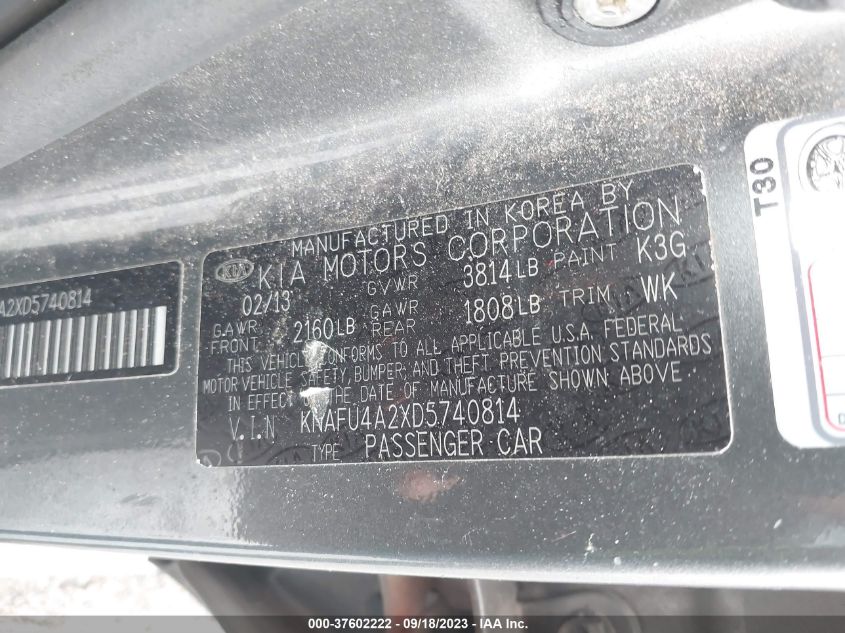 MANUFACTURED IN KOREA BY
KIA KIA MOTORS CORPORATION
02/13 GVWR 3814LB PAINT K3G
GAWR FRONT 2160LB GAWR REAR 1808LB TRIM WK
THIS VEHICLE CONFORMS TO ALL APPLICABLE U.S.A. FEDERAL
MOTOR VEHICLE SAFETY, BUMPER, AND THEFT PREVENTION STANDARDS
IN EFFECT THE DATE OF MANUFACTURE SHOWN ABOVE
V.I.N KNAFU4A2XD5740814
TYPE PASSENGER CAR
A2XD5740814
T30
000-37602222 - 09/18/2023 - IAA Inc.